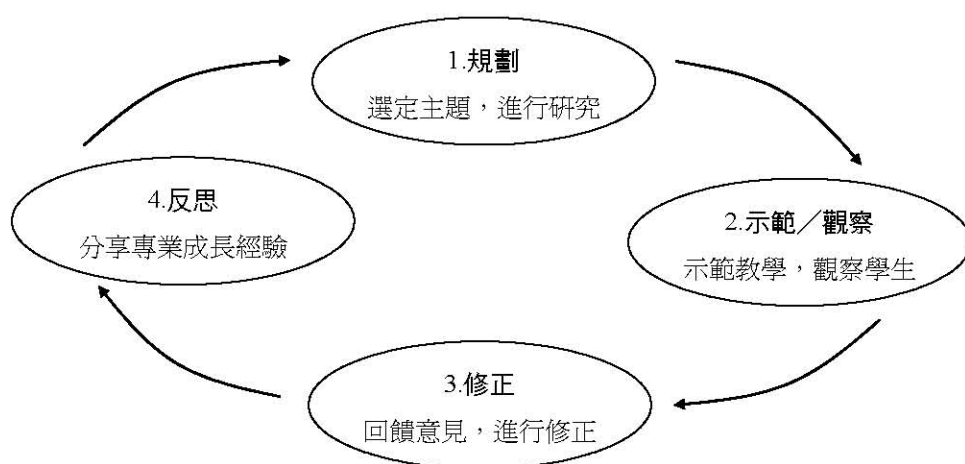 1.規劃
選定主題，進行研究
2.示範／觀察
示範教學，觀察學生
3.修正
回饋意見，進行修正
4.反思
分享專業成長經驗